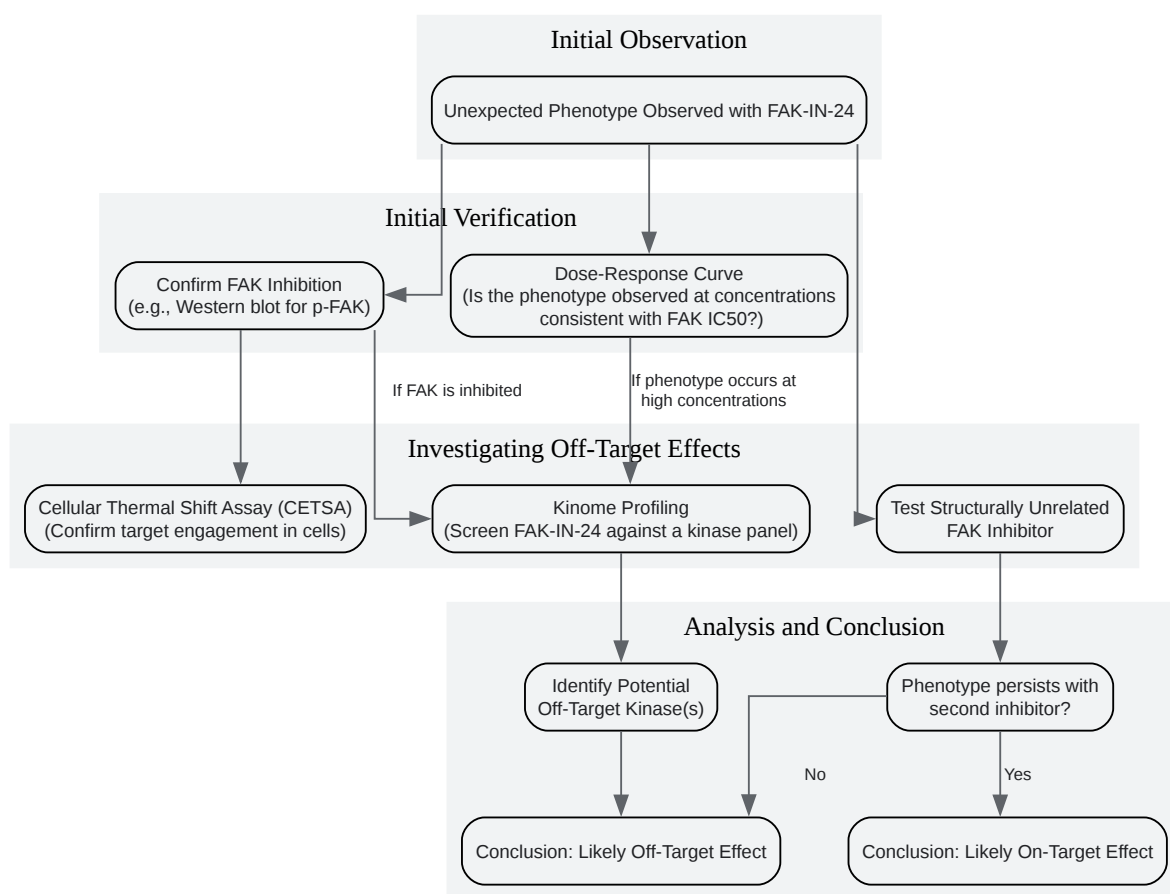 Initial Observation
Unexpected Phenotype Observed with FAK-IN-24
Initial Verification
Confirm FAK Inhibition
(e.g., Western blot for p-FAK)
Dose-Response Curve
(Is the phenotype observed at concentrations
consistent with FAK IC50?)
If FAK is inhibited
If phenotype occurs at
high concentrations
Investigating Off-Target Effects
Cellular Thermal Shift Assay (CETSA)
(Confirm target engagement in cells)
Kinome Profiling
(Screen FAK-IN-24 against a kinase panel)
Test Structurally Unrelated
FAK Inhibitor
Analysis and Conclusion
Identify Potential
Off-Target Kinase(s)
Phenotype persists with
second inhibitor?
No
Yes
Conclusion: Likely Off-Target Effect
Conclusion: Likely On-Target Effect